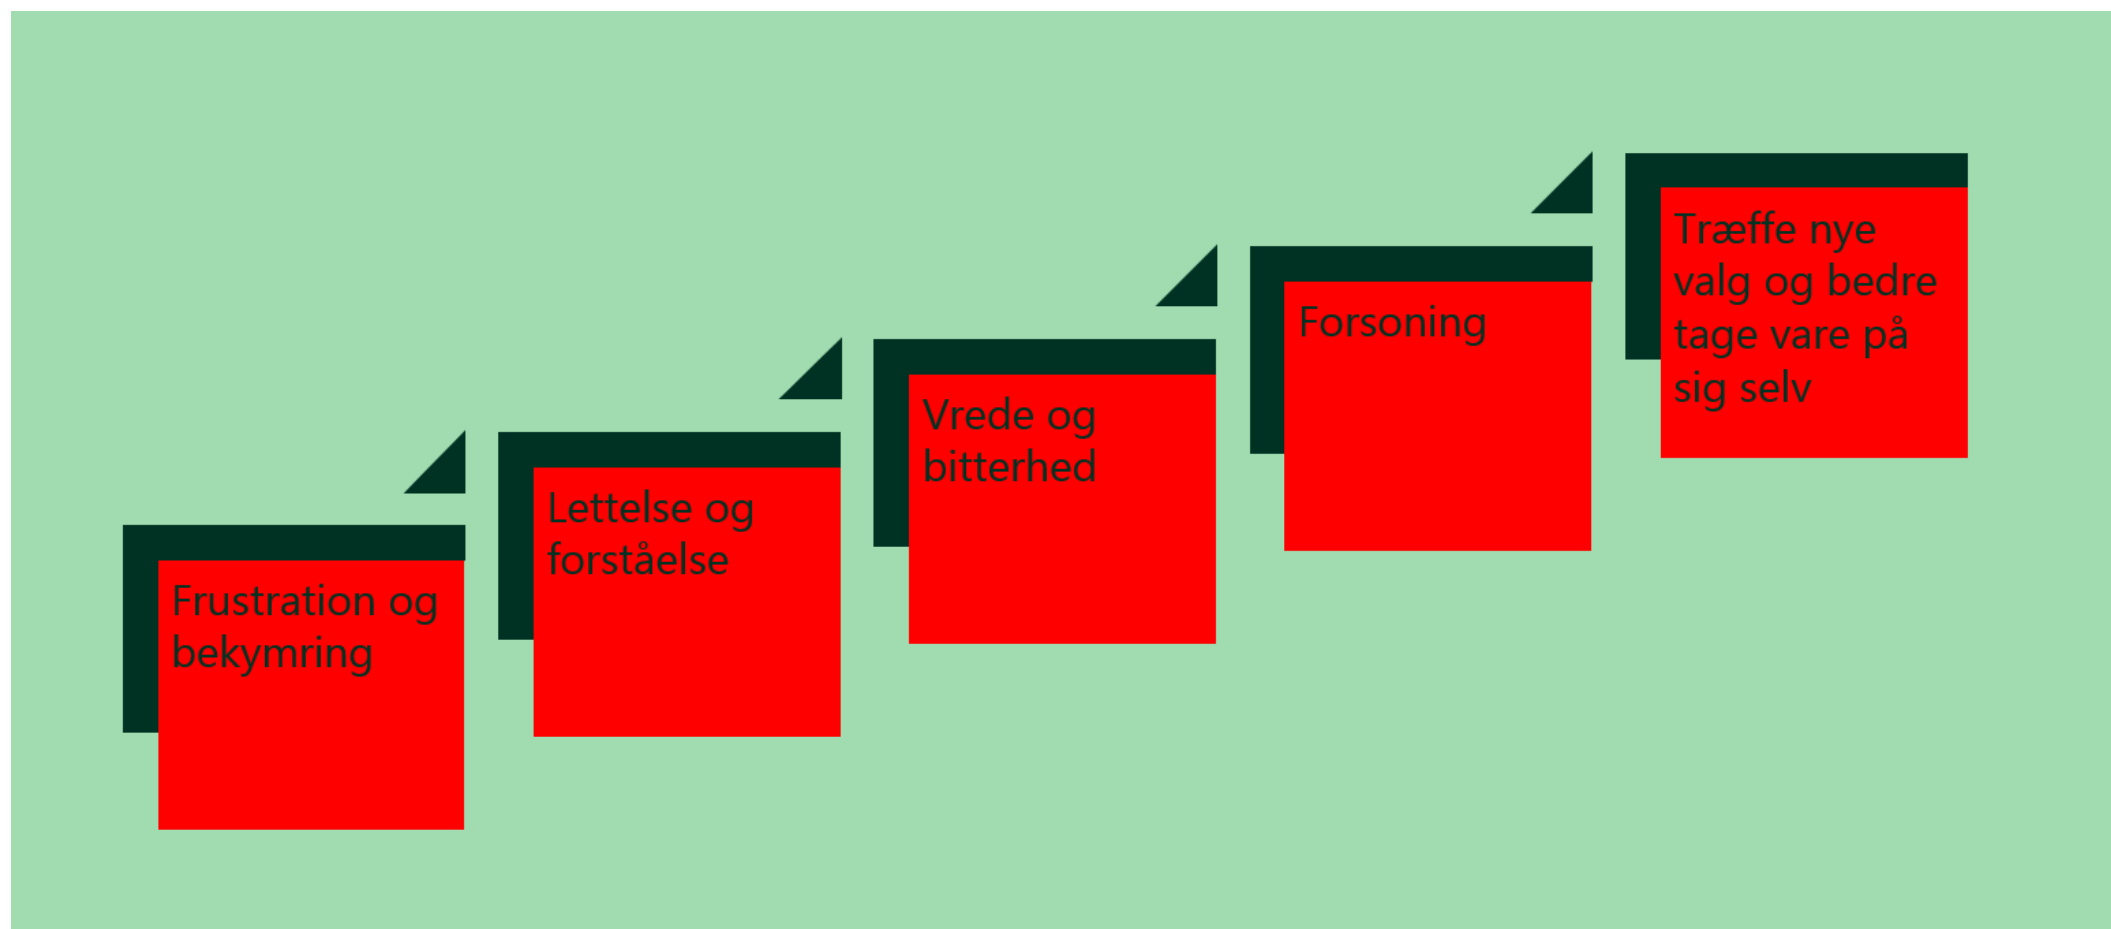 Frustration og
bekymring
Lettelse og
forståelse
Vrede og
bitterhed
Forsoning
Træffe nye
valg og bedre
tage vare på
sig selv